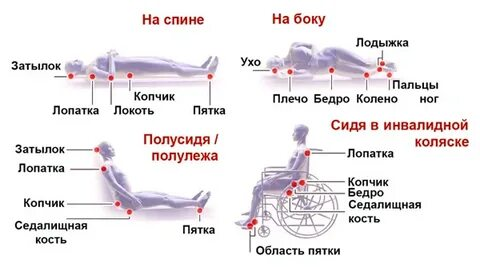 На спине
Затылок
Лопатка
Локоть
Копчик
Пятка
На боку
Лодыжка
Ухо
Плечо
Бедро
Колено
Пальцы
ног
Полусидя /
полулежа
Затылок
Лопатка
Копчик
Седалищная
кость
Пятка
Сидя в инвалидной
коляске
Лопатка
Копчик
Бедро
Седалищная
кость
Область пятки